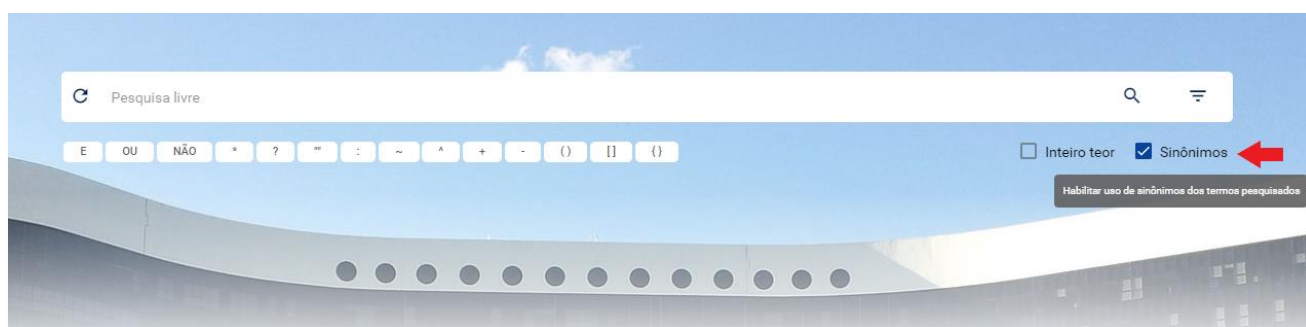 Pesquisa livre
E OU NÃO * ? "" : ~ ^ + - () [] {}
Inteiro teor Sinônimos
Habilitar uso de sinônimos dos termos pesquisados